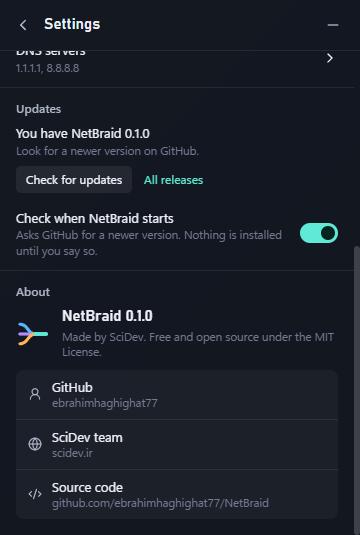 Settings
DNS servers
1.1.1.1, 8.8.8.8
Updates
You have NetBraid 0.1.0
Look for a newer version on GitHub.
Check for updates
All releases
Check when NetBraid starts
Asks GitHub for a newer version. Nothing is installed
until you say so.
About
NetBraid 0.1.0
Made by SciDev. Free and open source under the MIT
License.
GitHub
ebrahimhaghighat77
SciDev team
scidev.ir
Source code
github.com/ebrahimhaghighat77/NetBraid